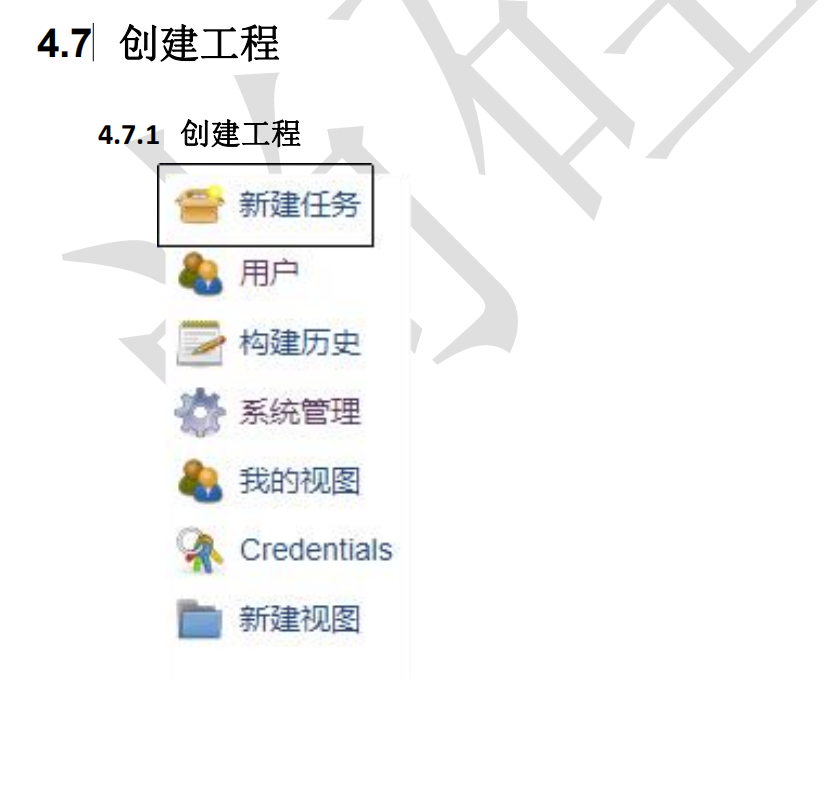 4.7 创建工程
4.7.1 创建工程
新建任务
用户
构建历史
系统管理
我的视图
Credentials
新建视图